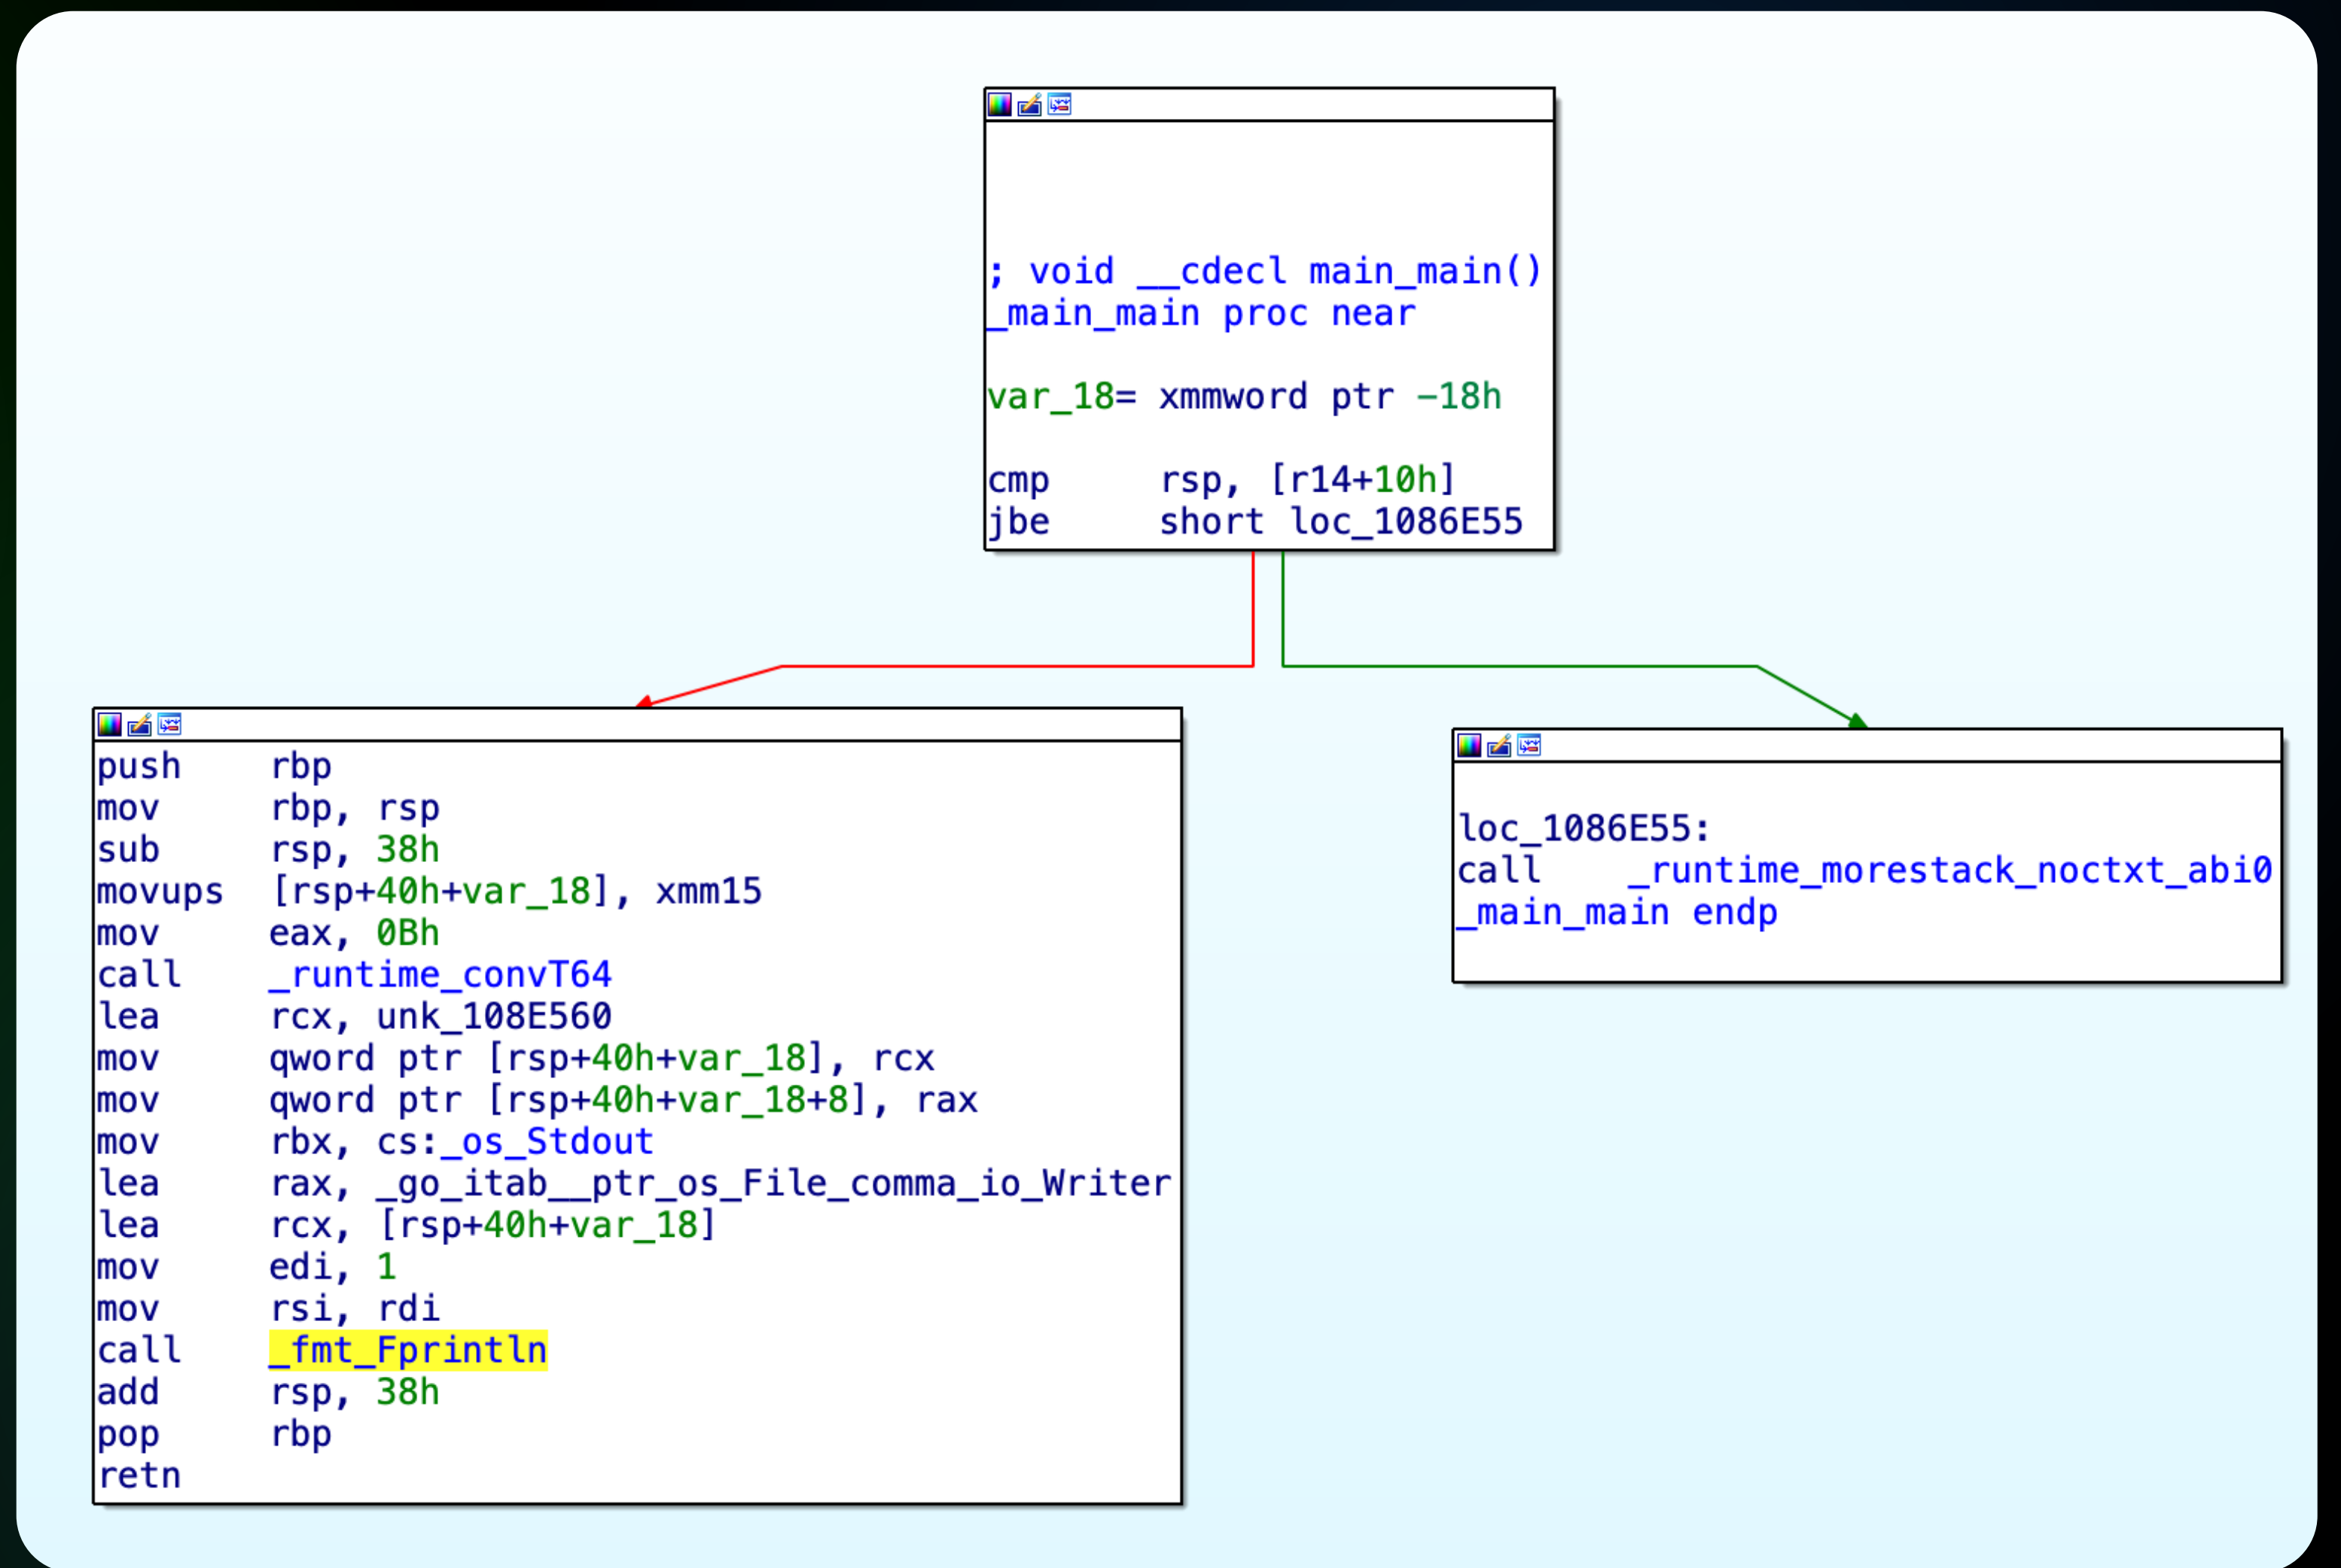 ; void __cdecl main_main()
_main_main proc near
var_18= xmmword ptr -18h
cmp rsp, [r14+10h]
jbe short loc_1086E55
push rbp
mov rbp, rsp
sub rsp, 38h
movups [rsp+40h+var_18], xmm15
mov eax, 0Bh
call _runtime_convT64
lea rcx, unk_108E560
mov qword ptr [rsp+40h+var_18], rcx
mov qword ptr [rsp+40h+var_18+8], rax
mov rbx, cs:_os_Stdout
lea rax, _go_itab__ptr_os_File_comma_io_Writer
lea rcx, [rsp+40h+var_18]
mov edi, 1
mov rsi, rdi
call _fmt_Fprintln
add rsp, 38h
pop rbp
retn
loc_1086E55:
call _runtime_morestack_noctxt_abi0
_main_main endp